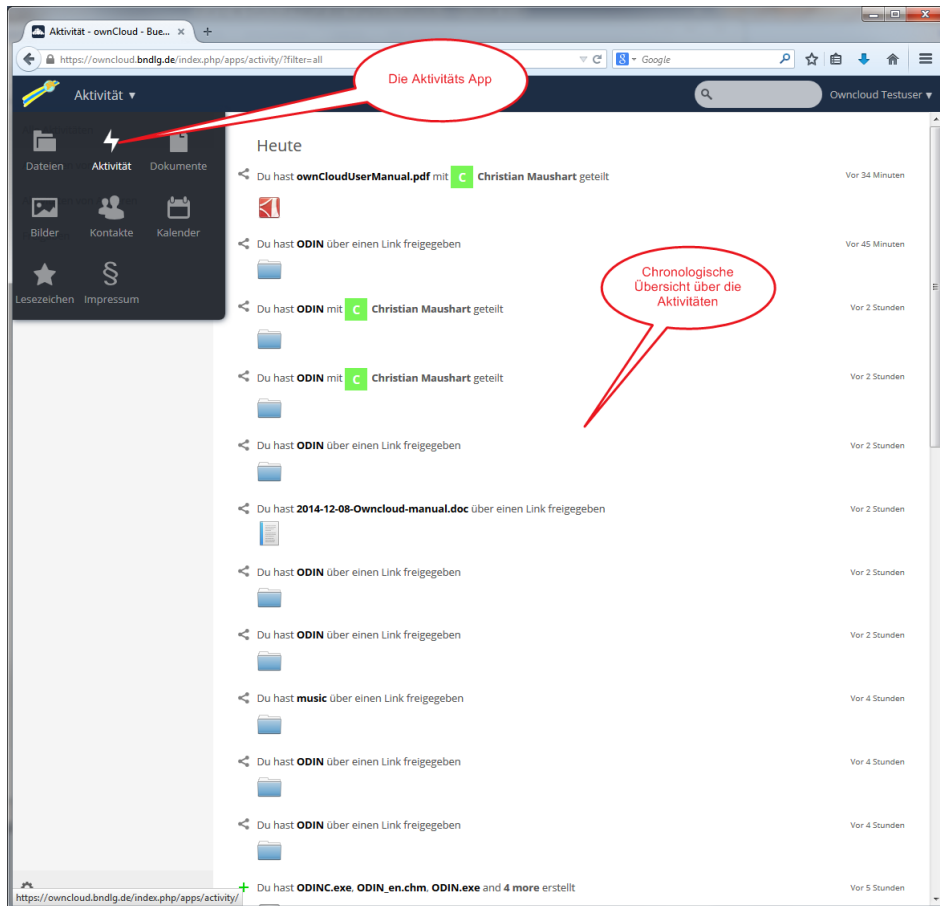 Aktivität - ownCloud - Bue...
https://owncloud.bndlg.de/index.php/apps/activity/?filter=all
8 Google
Die Aktivitäts App
Aktivität
Owncloud Testuser
Dateien Aktivität Dokumente
Bilder Kontakte Kalender
§
Lesezeichen Impressum
Heute
Du hast ownCloudUserManual.pdf mit C Christian Maushart geteilt Vor 34 Minuten
Du hast ODIN über einen Link freigegeben Vor 45 Minuten
Chronologische
Übersicht über die
Aktivitäten
Du hast ODIN mit C Christian Maushart geteilt Vor 2 Stunden
Du hast ODIN mit C Christian Maushart geteilt Vor 2 Stunden
Du hast ODIN über einen Link freigegeben Vor 2 Stunden
Du hast 2014-12-08-Owncloud-manual.doc über einen Link freigegeben Vor 2 Stunden
Du hast ODIN über einen Link freigegeben Vor 2 Stunden
Du hast ODIN über einen Link freigegeben Vor 2 Stunden
Du hast music über einen Link freigegeben Vor 4 Stunden
Du hast ODIN über einen Link freigegeben Vor 4 Stunden
Du hast ODIN über einen Link freigegeben Vor 4 Stunden
Du hast ODINC.exe, ODIN_en.chm, ODIN.exe and 4 more erstellt Vor 5 Stunden
https://owncloud.bndlg.de/index.php/apps/activity/